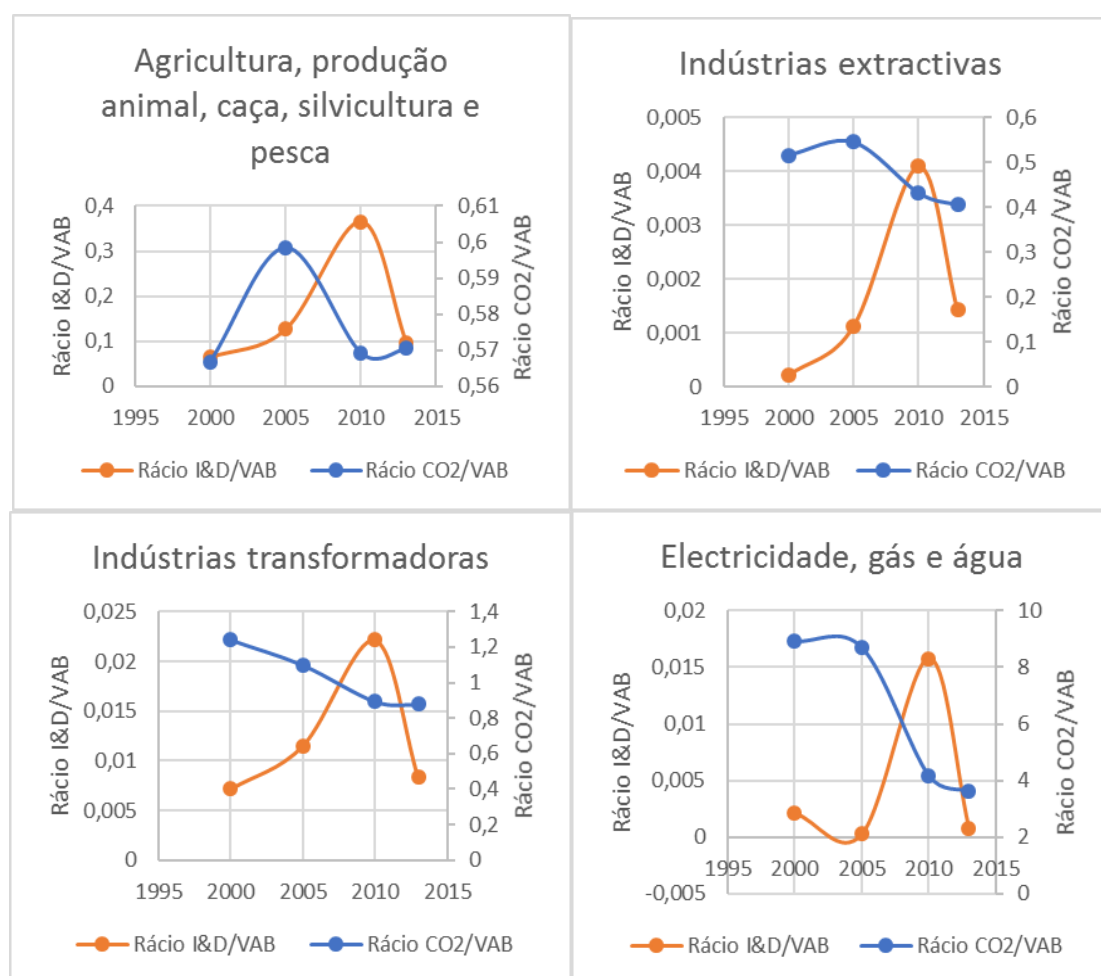 Agricultura, produção
animal, caça, silvicultura e
pesca
Rácio I&D/VAB
0,4
0,3
0,2
0,1
0
0,61
0,6
0,59
0,58
0,57
0,56
Rácio CO2/VAB
1995 2000 2005 2010 2015
Rácio I&D/VAB Rácio CO2/VAB
Indústrias extractivas
Rácio I&D/VAB
0,005
0,004
0,003
0,002
0,001
0
0,6
0,5
0,4
0,3
0,2
0,1
0
Rácio CO2/VAB
1995 2000 2005 2010 2015
Rácio I&D/VAB Rácio CO2/VAB
Indústrias transformadoras
Rácio I&D/VAB
0,025
0,02
0,015
0,01
0,005
0
1,4
1,2
1
0,8
0,6
0,4
0,2
0
Rácio CO2/VAB
1995 2000 2005 2010 2015
Rácio I&D/VAB Rácio CO2/VAB
Electricidade, gás e água
Rácio I&D/VAB
0,02
0,015
0,01
0,005
0
-0,005
10
8
6
4
2
0
Rácio CO2/VAB
1995 2000 2005 2010 2015
Rácio I&D/VAB Rácio CO2/VAB